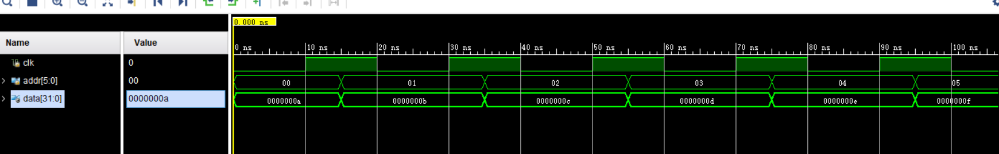 0.000 ns
Name Value
0 ns 10 ns 20 ns 30 ns 40 ns 50 ns 60 ns 70 ns 80 ns 90 ns 100 ns
clk 0
addr[5:0] 00 00 01 02 03 04 05
data[31:0] 0000000a 0000000a 0000000b 0000000c 0000000d 0000000e 0000000f